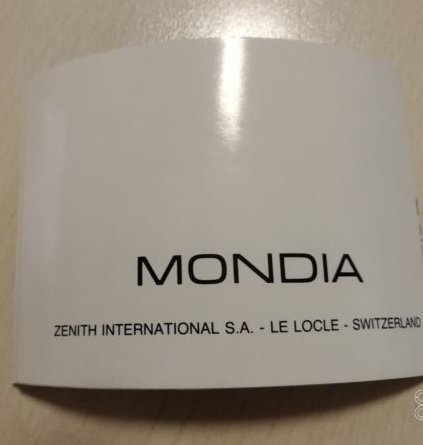 MONDIA
ZENITH INTERNATIONAL S.A. - LE LOCLE - SWITZERLAND